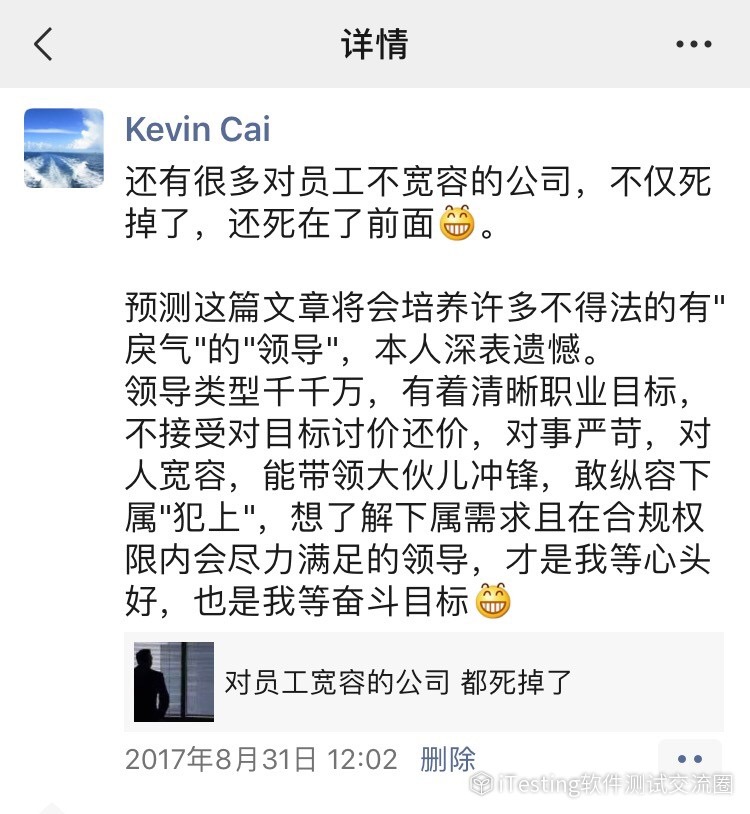 详情
Kevin Cai
还有很多对员工不宽容的公司，不仅死
掉了，还死在了前面😁。
预测这篇文章将会培养许多不得法的有"
戾气"的"领导"，本人深表遗憾。
领导类型千千万，有着清晰职业目标，
不接受对目标讨价还价，对事严苛，对
人宽容，能带领大伙儿冲锋，敢纵容下
属"犯上"，想了解下属需求且在合规权
限内会尽力满足的领导，才是我等心头
好，也是我等奋斗目标😁
对员工宽容的公司 都死掉了
2017年8月31日 12:02 删除
iTesting软件测试交流圈